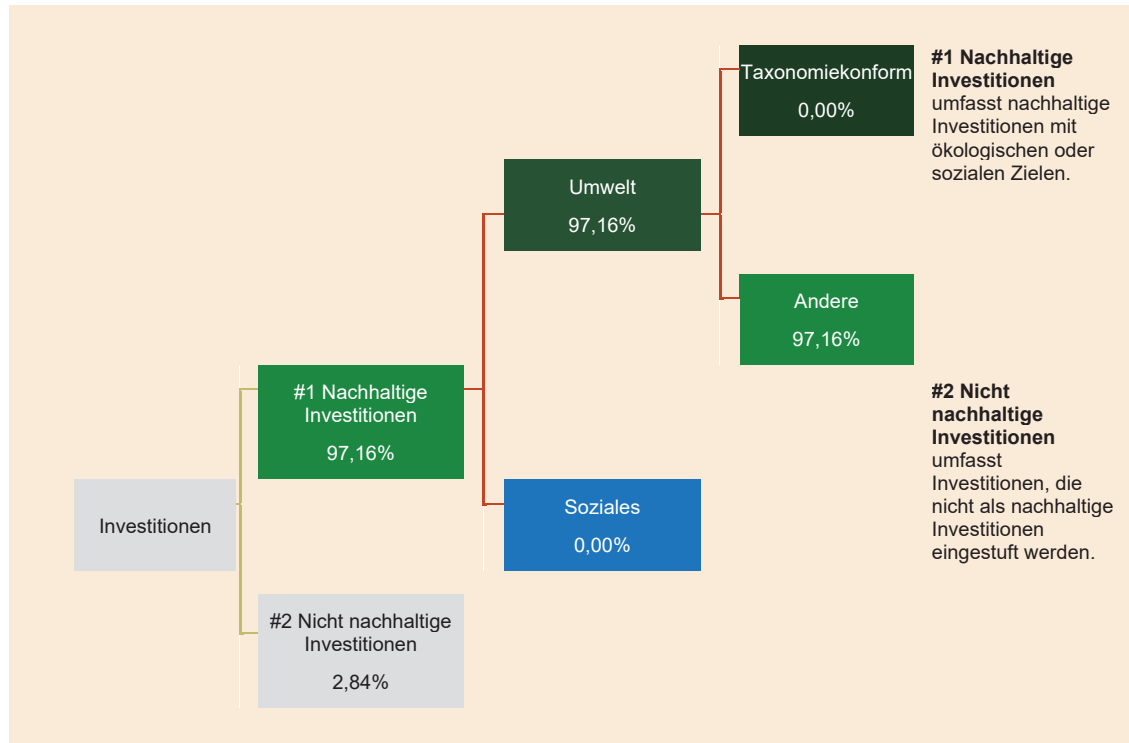 Taxonomiekonform
0,00%
Umwelt
97,16%
Andere
97,16%
#1 Nachhaltige
Investitionen
97,16%
Investitionen
Soziales
0,00%
#2 Nicht nachhaltige
Investitionen
2,84%
#1 Nachhaltige
Investitionen
umfasst nachhaltige
Investitionen mit
ökologischen oder
sozialen Zielen.
#2 Nicht
nachhaltige
Investitionen
umfasst
Investitionen, die
nicht als nachhaltige
Investitionen
eingestuft werden.